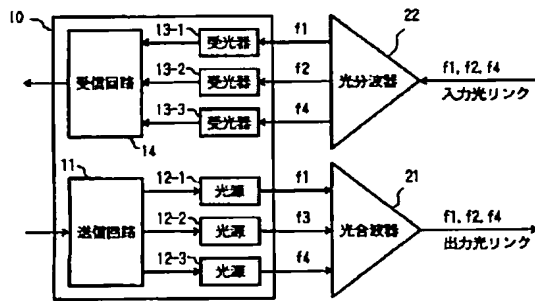 10
13-1
受光器
f1
22
13-2
受光器
f2
受信回路
光分波器
f1, f2, f4
入力光リンク
13-3
受光器
f4
14
11
12-1
光源
f1
21
送信回路
12-2
光源
f3
光合波器
f1, f2, f4
出力光リンク
12-3
光源
f4